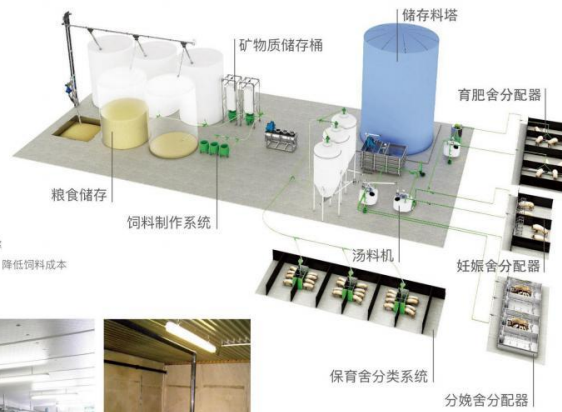 储存料塔
矿物质储存桶
育肥舍分配器
粮食储存
饲料制作系统
汤料机
妊娠舍分配器
降低饲料成本
保育舍分类系统
分娩舍分配器